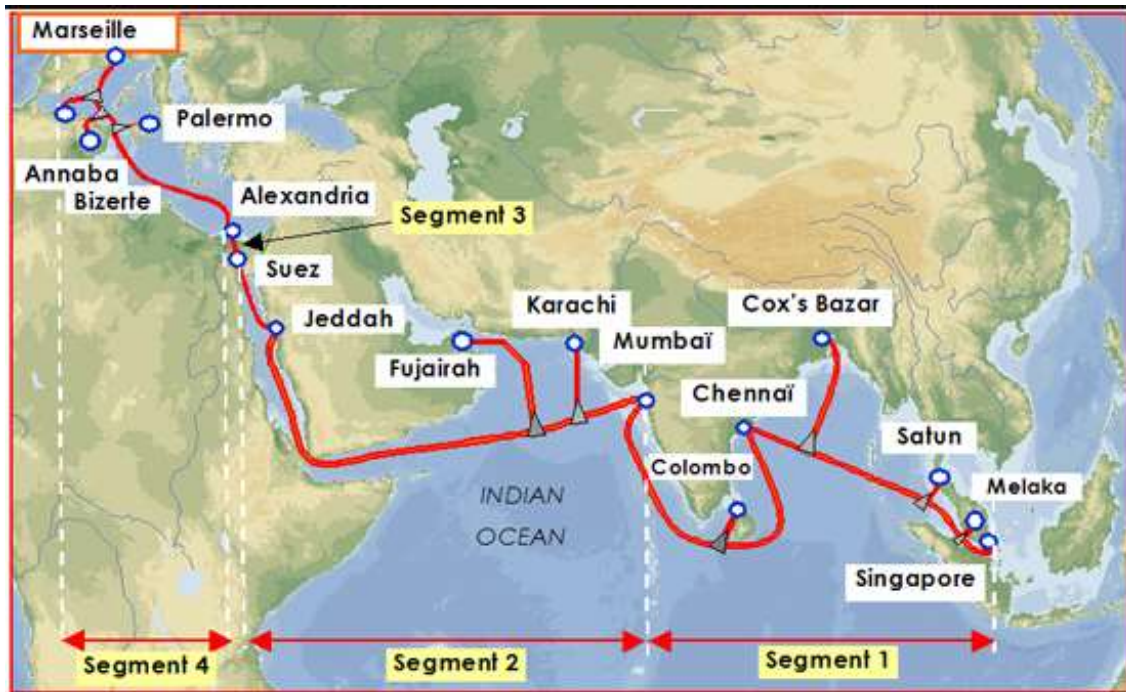 Marseille
Palermo
Annaba
Bizerte
Alexandria
Segment 3
Suez
Jeddah
Fujairah
Karachi
Mumbaï
Cox's Bazar
Chennaï
Colombo
Satun
Melaka
Singapore
INDIAN
OCEAN
Segment 4
Segment 2
Segment 1